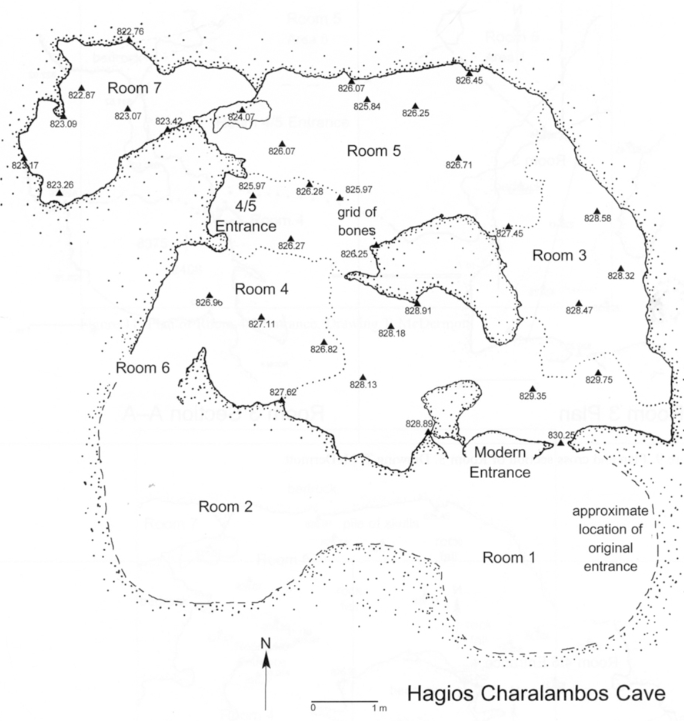 822.76
Room 7
822.87
823.07
823.09
823.42
823.17
823.26
824.07
826.07
825.84
826.25
826.45
Room 5
826.07
826.71
825.97
826.28
825.97
4/5
Entrance
grid of
bones
826.27
826.25
827.45
828.58
Room 3
828.32
828.47
Room 4
826.96
827.11
828.91
828.18
826.82
Room 6
828.13
827.62
829.75
829.35
828.89
830.25
Modern
Entrance
Room 2
approximate
location of
original
entrance
Room 1
N
0 1 m
Hagios Charalambos Cave